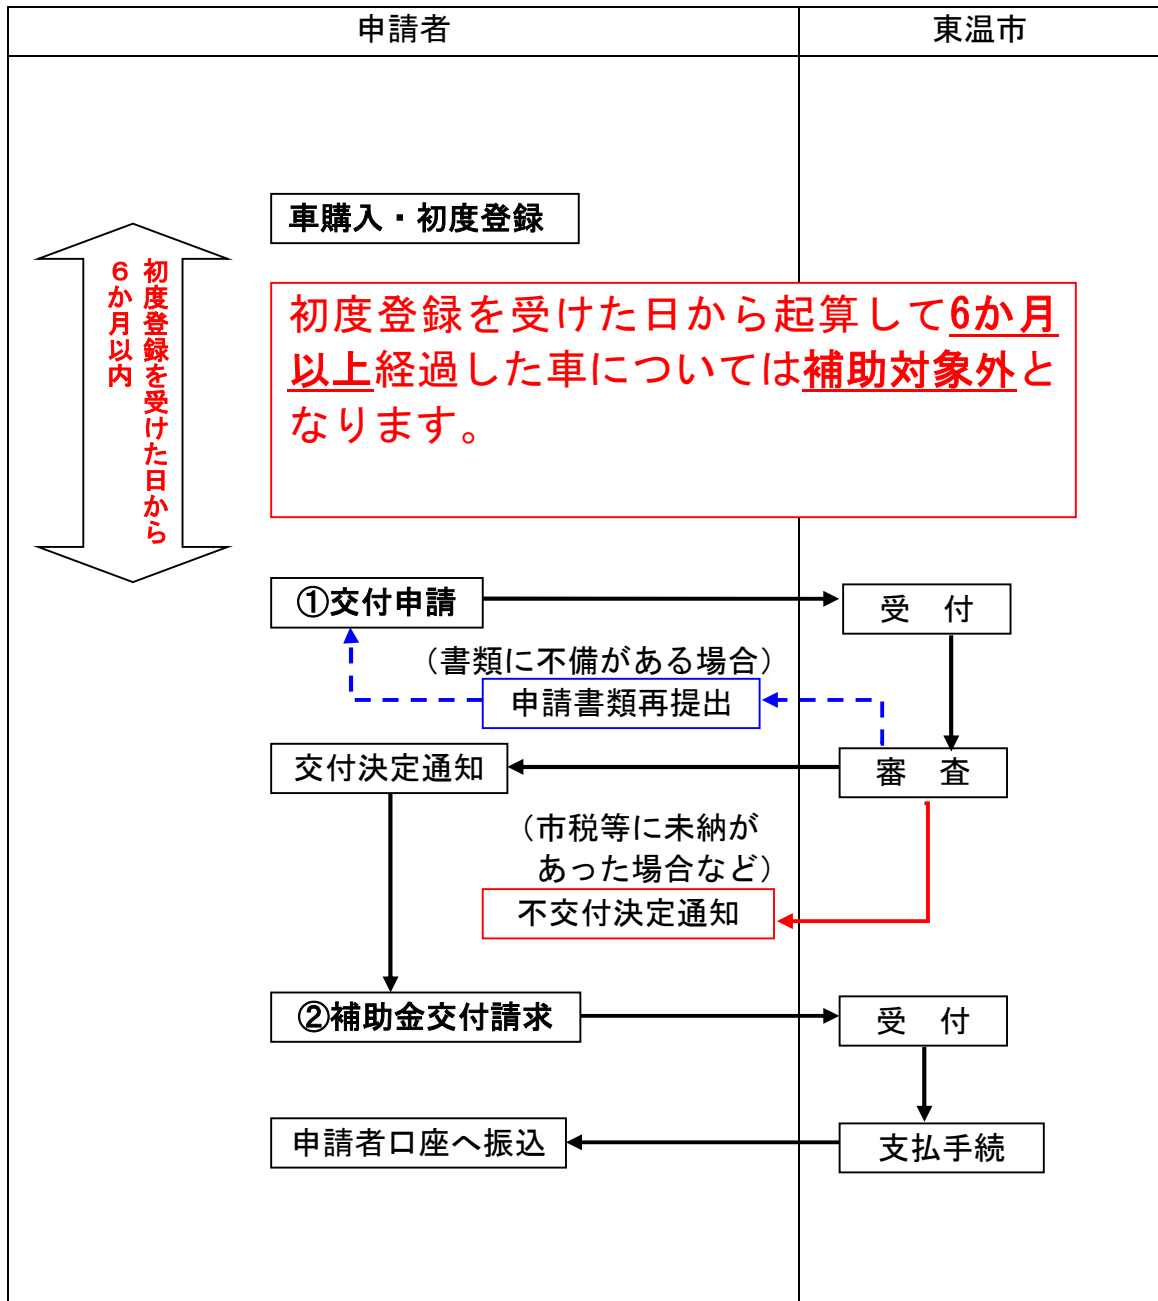 申請者
東温市
車購入・初度登録
初度登録を受けた日から
６か月以内
初度登録を受けた日から起算して6か月
以上経過した車については補助対象外と
なります。
①交付申請
受　付
（書類に不備がある場合）
申請書類再提出
交付決定通知
審　査
（市税等に未納が
あった場合など）
不交付決定通知
②補助金交付請求
受　付
申請者口座へ振込
支払手続